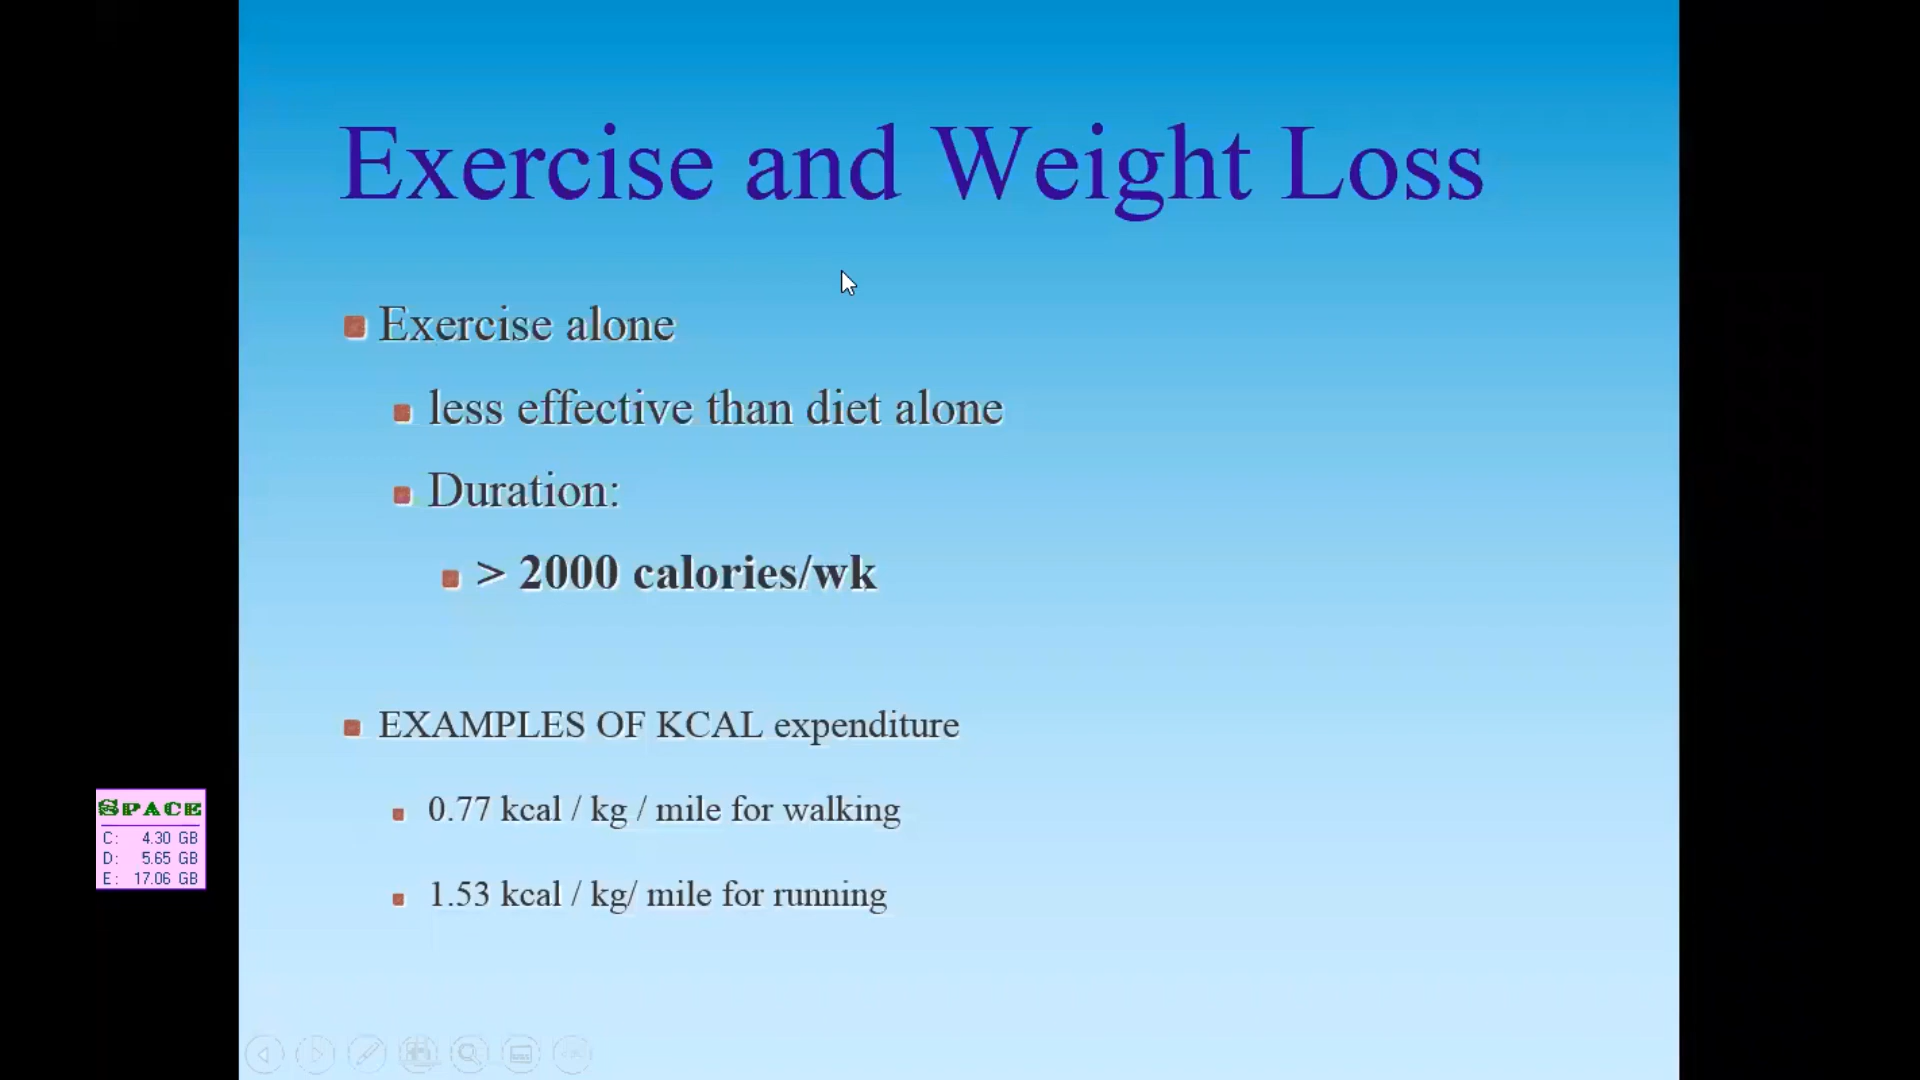 Exercise and Weight Loss
Exercise alone
less effective than diet alone
Duration:
> 2000 calories/wk
EXAMPLES OF KCAL expenditure
0.77 kcal / kg / mile for walking
1.53 kcal / kg/ mile for running
SPACE
C: 4.30 GB
D: 5.65 GB
E: 17.06 GB